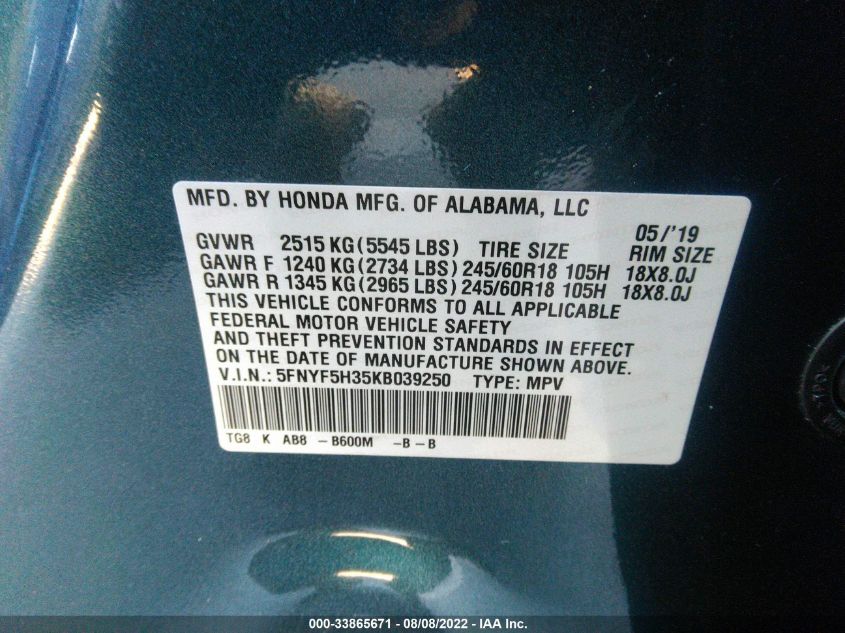 MFD. BY HONDA MFG. OF ALABAMA, LLC
05/'19
GVWR 2515 KG (5545 LBS) TIRE SIZE RIM SIZE
GAWR F 1240 KG (2734 LBS) 245/60R18 105H 18X8.0J
GAWR R 1345 KG (2965 LBS) 245/60R18 105H 18X8.0J
THIS VEHICLE CONFORMS TO ALL APPLICABLE
FEDERAL MOTOR VEHICLE SAFETY
AND THEFT PREVENTION STANDARDS IN EFFECT
ON THE DATE OF MANUFACTURE SHOWN ABOVE.
V.I.N.: 5FNYF5H35KB039250 TYPE: MPV
TG8 K AB8 -B600M -B-B
000-33865671 - 08/08/2022 - IAA Inc.